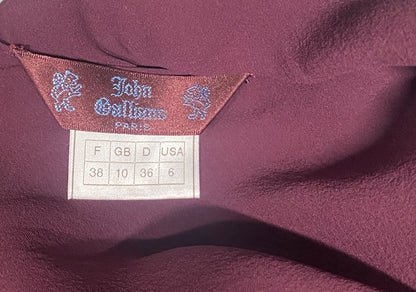 John
Galliano
PARIS
F GB D USA
38 10 36 6